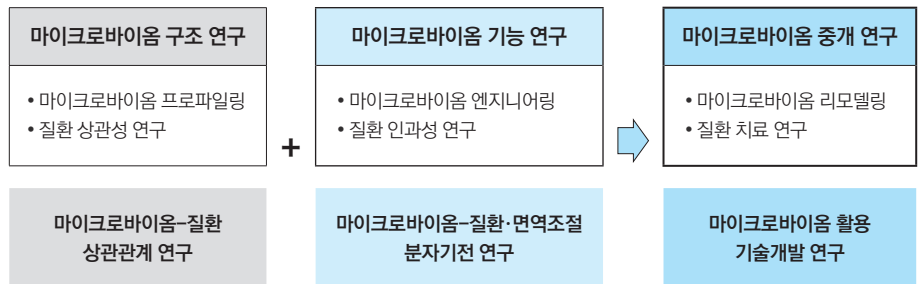 마이크로바이옴 구조 연구
• 마이크로바이옴 프로파일링
• 질환 상관성 연구
+
마이크로바이옴 기능 연구
• 마이크로바이옴 엔지니어링
• 질환 인과성 연구
마이크로바이옴 중개 연구
• 마이크로바이옴 리모델링
• 질환 치료 연구
마이크로바이옴–질환
상관관계 연구
마이크로바이옴–질환·면역조절
분자기전 연구
마이크로바이옴 활용
기술개발 연구